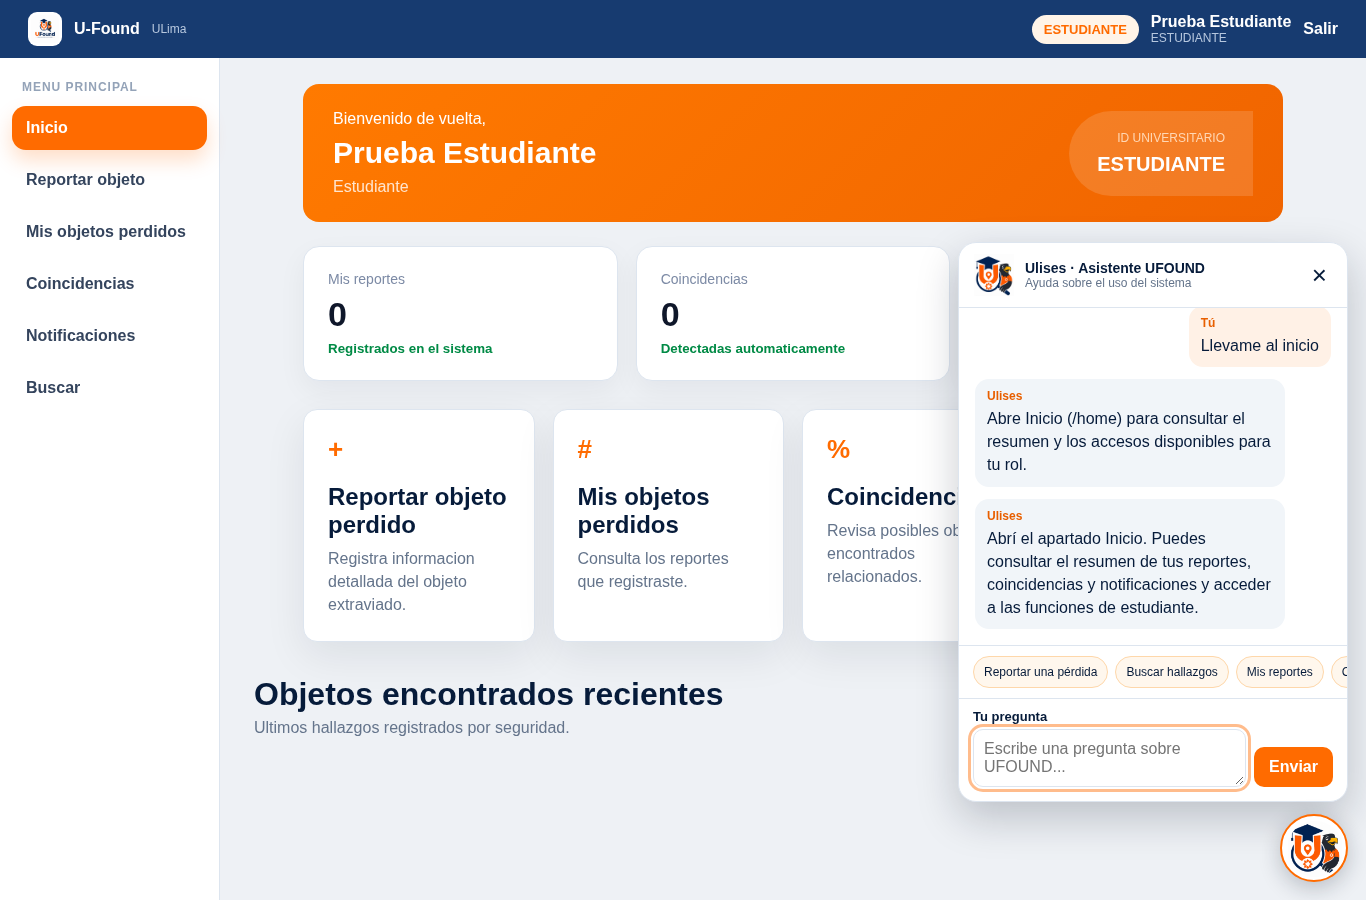 UFound
U-Found
ULima
ESTUDIANTE
Prueba Estudiante
ESTUDIANTE
Salir
MENU PRINCIPAL
Inicio
Reportar objeto
Mis objetos perdidos
Coincidencias
Notificaciones
Buscar
Bienvenido de vuelta,
Prueba Estudiante
Estudiante
ID UNIVERSITARIO
ESTUDIANTE
Mis reportes
0
Registrados en el sistema
Coincidencias
0
Detectadas automaticamente
+
Reportar objeto
perdido
Registra informacion
detallada del objeto
extraviado.
#
Mis objetos
perdidos
Consulta los reportes
que registraste.
%
Coincidenc
Revisa posibles ob
encontrados
relacionados.
Objetos encontrados recientes
Ultimos hallazgos registrados por seguridad.
Ulises · Asistente UFOUND
Ayuda sobre el uso del sistema
✕
Tú
Llevame al inicio
Ulises
Abre Inicio (/home) para consultar el
resumen y los accesos disponibles para
tu rol.
Ulises
Abrí el apartado Inicio. Puedes
consultar el resumen de tus reportes,
coincidencias y notificaciones y acceder
a las funciones de estudiante.
Reportar una pérdida
Buscar hallazgos
Mis reportes
Tu pregunta
Escribe una pregunta sobre
UFOUND...
Enviar